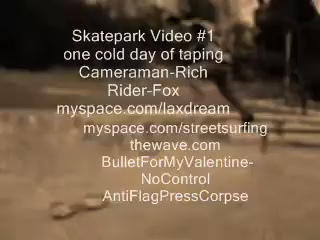 Skatepark Video #1
one cold day of taping
Cameraman-Rich
Rider-Fox
myspace.com/laxdream
myspace.com/streetsurfing
thewave.com
BulletForMyValentine-
NoControl
AntiFlagPressCorpse